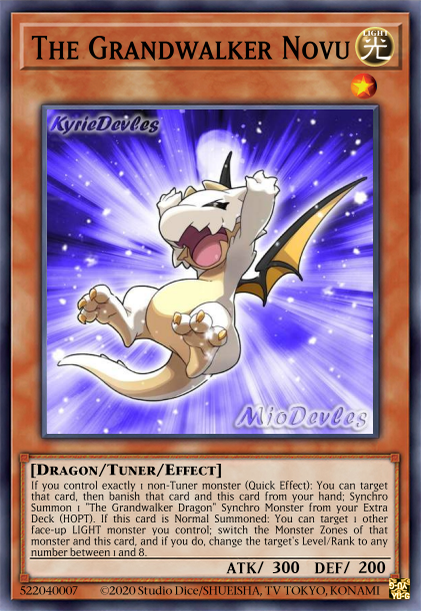 THE GRANDWALKER NOVU
LIGHT
光
KyrieDevles
MioDevles
[DRAGON/TUNER/EFFECT]
If you control exactly 1 non-Tuner monster (Quick Effect): You can target
that card, then banish that card and this card from your hand; Synchro
Summon 1 "The Grandwalker Dragon" Synchro Monster from your Extra
Deck (HOPT). If this card is Normal Summoned: You can target 1 other
face-up LIGHT monster you control; switch the Monster Zones of that
monster and this card, and if you do, change the target's Level/Rank to any
number between 1 and 8.
ATK/ 300 DEF/ 200
522040007 ©2020 Studio Dice/SHUEISHA, TV TOKYO, KONAMI